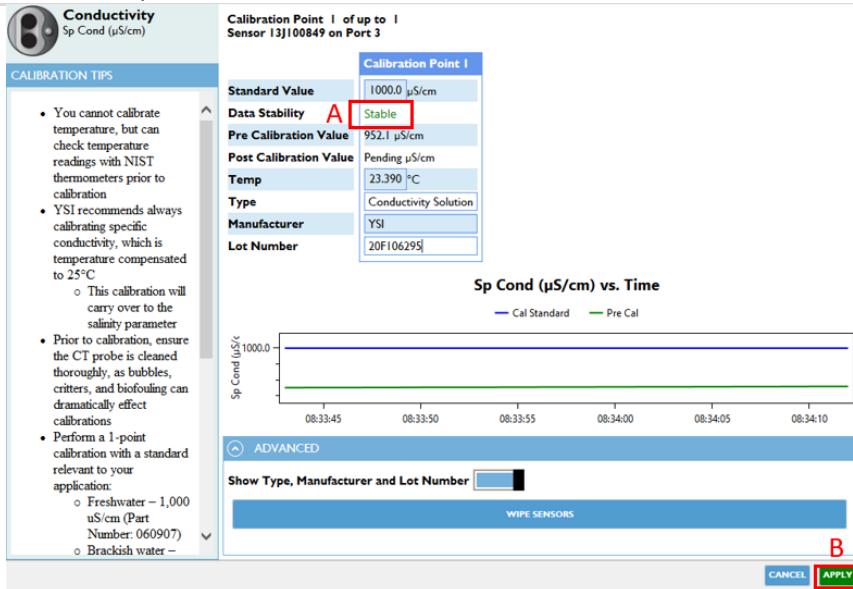 Conductivity
Sp Cond (µS/cm)
CALIBRATION TIPS
• You cannot calibrate
temperature, but can
check temperature
readings with NIST
thermometers prior to
calibration
• YSI recommends always
calibrating specific
conductivity, which is
temperature compensated
to 25°C
o This calibration will
carry over to the
salinity parameter
• Prior to calibration, ensure
the CT probe is cleaned
thoroughly, as bubbles,
critters, and biofouling can
dramatically effect
calibrations
• Perform a 1-point
calibration with a standard
relevant to your
application:
o Freshwater – 1,000
uS/cm (Part
Number: 060907)
o Brackish water –
Calibration Point 1 of up to 1
Sensor 13J100849 on Port 3
Calibration Point 1
Standard Value 1000.0 µS/cm
Data Stability A Stable
Pre Calibration Value 952.1 µS/cm
Post Calibration Value Pending µS/cm
Temp 23.390 °C
Type Conductivity Solution
Manufacturer YSI
Lot Number 20F106295
Sp Cond (µS/cm) vs. Time
Cal Standard Pre Cal
Sp Cond (µS/c
1000.0
08:33:45 08:33:50 08:33:55 08:34:00 08:34:05 08:34:10
ADVANCED
Show Type, Manufacturer and Lot Number
WIPE SENSORS
B
CANCEL APPLY